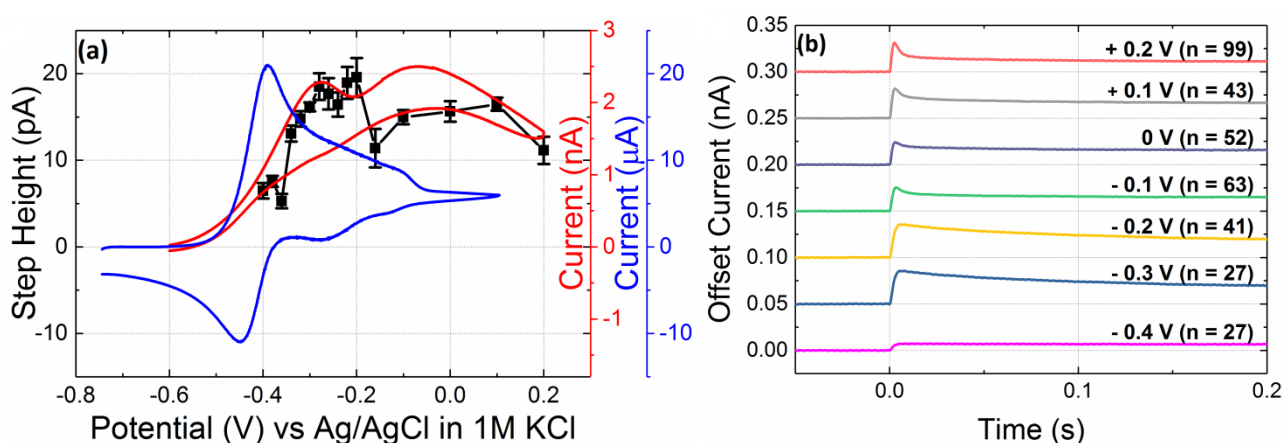 (a)
Step Height (pA)
20
10
0
-10
-0.8
-0.6
-0.4
-0.2
0.0
0.2
Potential (V) vs Ag/AgCl in 1M KCl
3
2
1
0
-1
Current (nA)
20
10
0
-10
Current (µA)
(b)
Offset Current (nA)
0.35
0.30
0.25
0.20
0.15
0.10
0.05
0.00
+ 0.2 V (n = 99)
+ 0.1 V (n = 43)
0 V (n = 52)
- 0.1 V (n = 63)
- 0.2 V (n = 41)
- 0.3 V (n = 27)
- 0.4 V (n = 27)
0.0
0.1
0.2
Time (s)